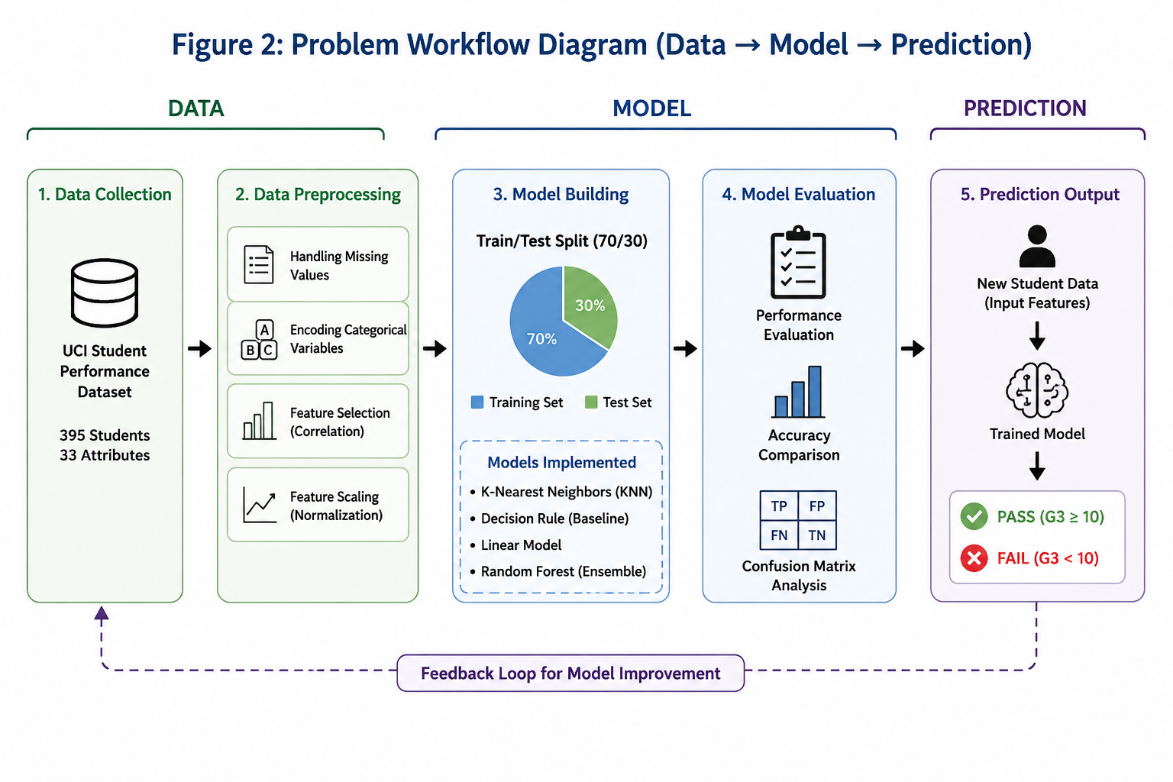 Figure 2: Problem Workflow Diagram (Data → Model → Prediction)
DATA
MODEL
PREDICTION
1. Data Collection
UCI Student
Performance
Dataset
395 Students
33 Attributes
2. Data Preprocessing
Handling Missing
Values
A
B C
Encoding Categorical
Variables
Feature Selection
(Correlation)
Feature Scaling
(Normalization)
3. Model Building
Train/Test Split (70/30)
30%
70%
Training Set
Test Set
Models Implemented
• K-Nearest Neighbors (KNN)
• Decision Rule (Baseline)
• Linear Model
• Random Forest (Ensemble)
4. Model Evaluation
Performance
Evaluation
Accuracy
Comparison
TP FP
FN TN
Confusion Matrix
Analysis
5. Prediction Output
New Student Data
(Input Features)
Trained Model
PASS (G3 ≥ 10)
FAIL (G3 < 10)
Feedback Loop for Model Improvement